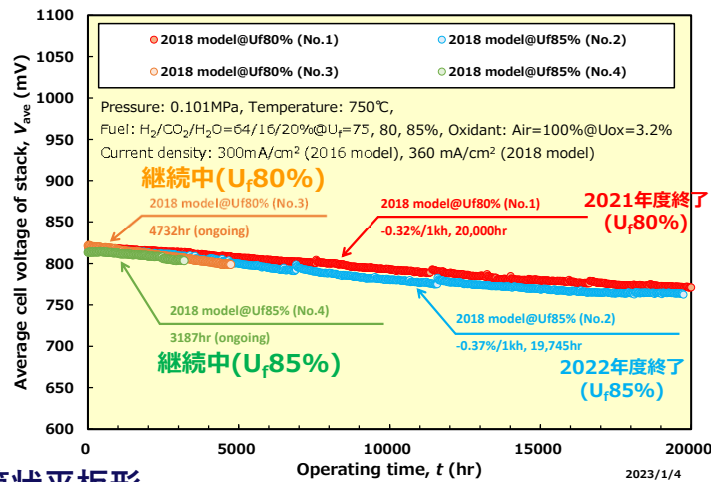 1100
1050
1000
950
900
850
800
750
700
650
600
Average cell voltage of stack, Vave (mV)
2018 model@Uf80% (No.1)
2018 model@Uf85% (No.2)
2018 model@Uf80% (No.3)
2018 model@Uf85% (No.4)
Pressure: 0.101MPa, Temperature: 750℃,
Fuel: H2/CO2/H2O=64/16/20%@Uf=75, 80, 85%, Oxidant: Air=100%@Uox=3.2%
Current density: 300mA/cm² (2016 model), 360 mA/cm² (2018 model)
継続中(Uf80%)
2018 model@Uf80% (No.3)
4732hr (ongoing)
2018 model@Uf80% (No.1)
-0.32%/1kh, 20,000hr
2021年度終了
(Uf80%)
2018 model@Uf85% (No.4)
3187hr (ongoing)
継続中(Uf85%)
2018 model@Uf85% (No.2)
-0.37%/1kh, 19,745hr
2022年度終了
(Uf85%)
0 5000 10000 15000 20000
Operating time, t (hr)
2023/1/4
筒状平板形